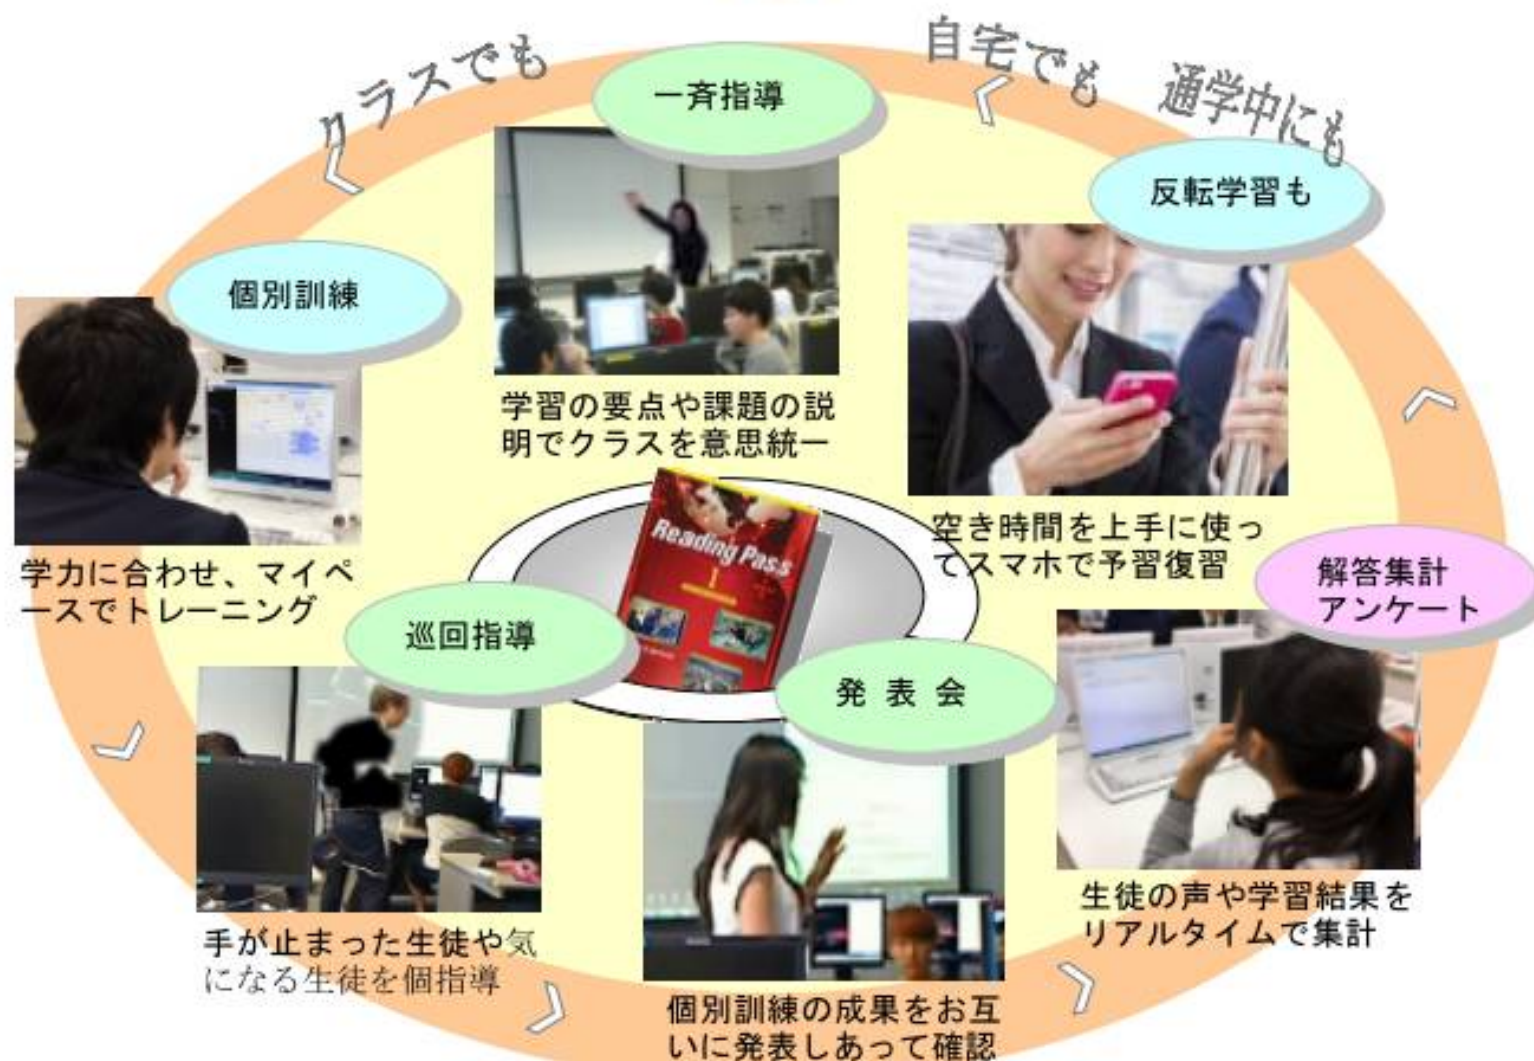 クラスでも
自宅でも 通学中にも
一斉指導
学習の要点や課題の説
明でクラスを意思統一
反転学習も
空き時間を上手に使っ
てスマホで予習復習
個別訓練
学力に合わせ、マイペ
ースでトレーニング
Reading Pass
1
解答集計
アンケート
生徒の声や学習結果を
リアルタイムで集計
巡回指導
手が止まった生徒や気
になる生徒を個指導
発 表 会
個別訓練の成果をお互
いに発表しあって確認